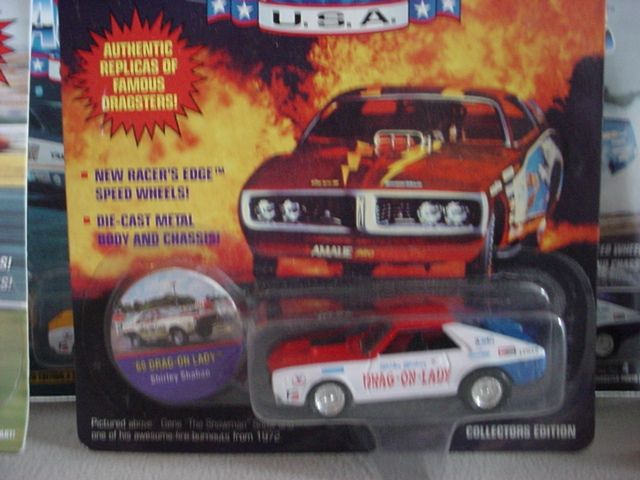 U.S.A.
AUTHENTIC
REPLICAS OF
FAMOUS
DRAGSTERS!
NEW RACER'S EDGE™
SPEED WHEELS!
DIE-CAST METAL
BODY AND CHASSIS!
AMALIE
'69 DRAG-ON LADY
Shirley Shahan
DRAG-ON-LADY
Pictured above: Gene "The Snowman"
one of his awesome fire burnouts from 1972.
COLLECTORS EDITION